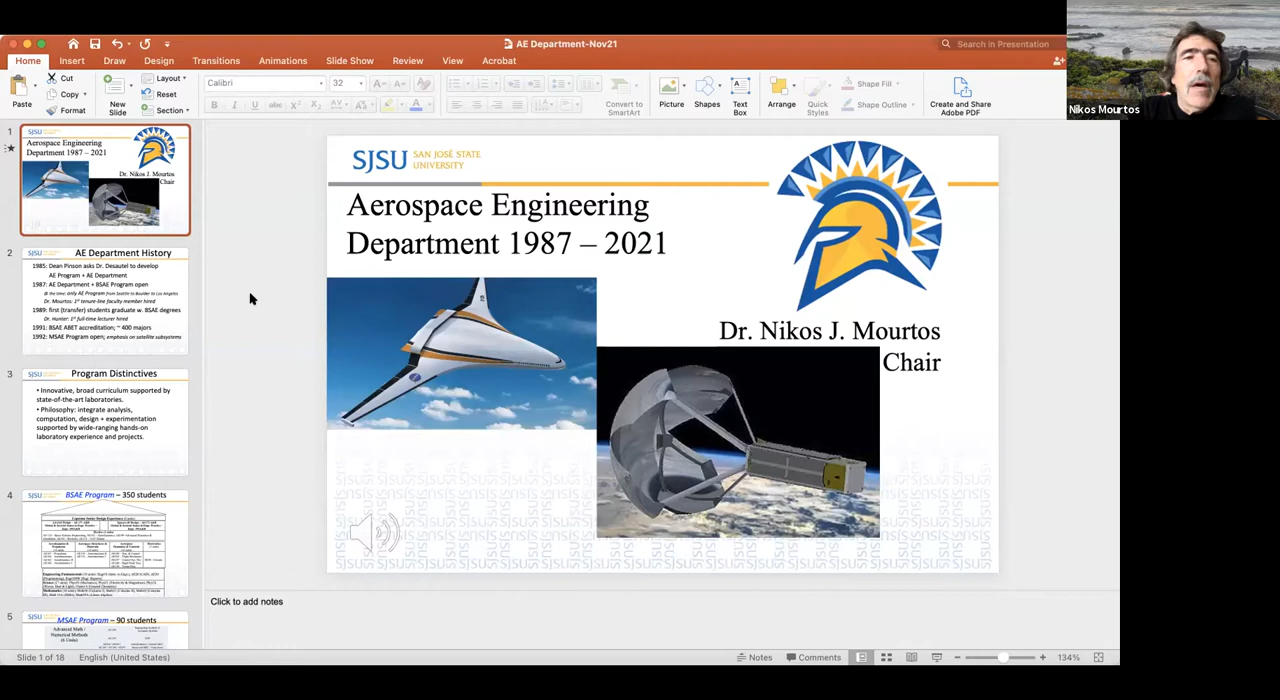 AE Department-Nov21
Search in Presentation
Home Insert Draw Design Transitions Animations Slide Show Review View Acrobat
Paste
Cut
Copy
Format
New
Slide
Layout
Reset
Section
Calibri
32
Convert to
SmartArt
Picture
Shapes
Text
Box
Arrange
Quick
Styles
Shape Fill
Shape Outline
Create and Share
Adobe PDF
Nikos Mourtos
1
SJSU
Aerospace Engineering
Department 1987 – 2021
Dr. Nikos J. Mourtos
Chair
2
SJSU
AE Department History
1985: Dean Pinson asks Dr. Desautel to develop
AE Program + AE Department
1987: AE Department + BSAE Program open
@ the time: only AE Program from Seattle to Boulder to Los Angeles
Dr. Mourtos: 1st tenure-line faculty member hired
1989: first (transfer) students graduate w. BSAE degrees
Dr. Hunter: 1st full-time lecturer hired
1991: BSAE ABET accreditation; ~ 400 majors
1992: MSAE Program open; emphasis on satellite subsystems
3
SJSU
Program Distinctives
• Innovative, broad curriculum supported by
state-of-the-art laboratories.
• Philosophy: integrate analysis,
computation, design + experimentation
supported by wide-ranging hands-on
laboratory experience and projects.
4
SJSU
BSAE Program – 350 students
5
SJSU
MSAE Program – 90 students
Advanced Math /
Numerical Methods
(6 Units)
SJSU SAN JOSÉ STATE
UNIVERSITY
Aerospace Engineering
Department 1987 – 2021
Dr. Nikos J. Mourtos
Chair
Click to add notes
Slide 1 of 18
English (United States)
Notes
Comments
134%